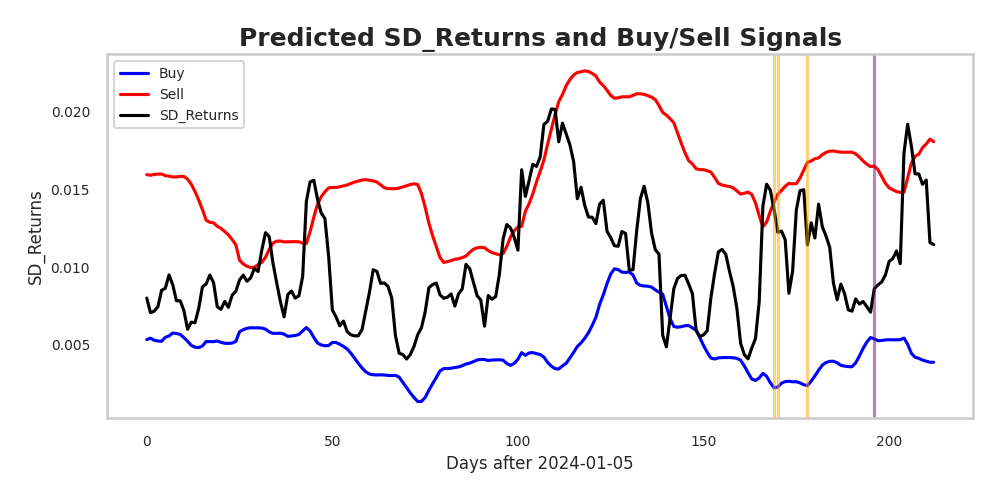 Predicted SD_Returns and Buy/Sell Signals
Buy
Sell
SD_Returns
0.020
0.015
0.010
0.005
SD_Returns
0 50 100 150 200
Days after 2024-01-05